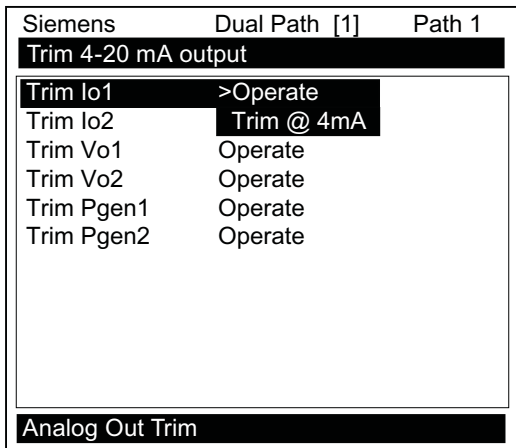 Siemens Dual Path [1] Path 1
Trim 4-20 mA output
Trim Io1 >Operate
Trim Io2 Trim @ 4mA
Trim Vo1 Operate
Trim Vo2 Operate
Trim Pgen1 Operate
Trim Pgen2 Operate
Analog Out Trim